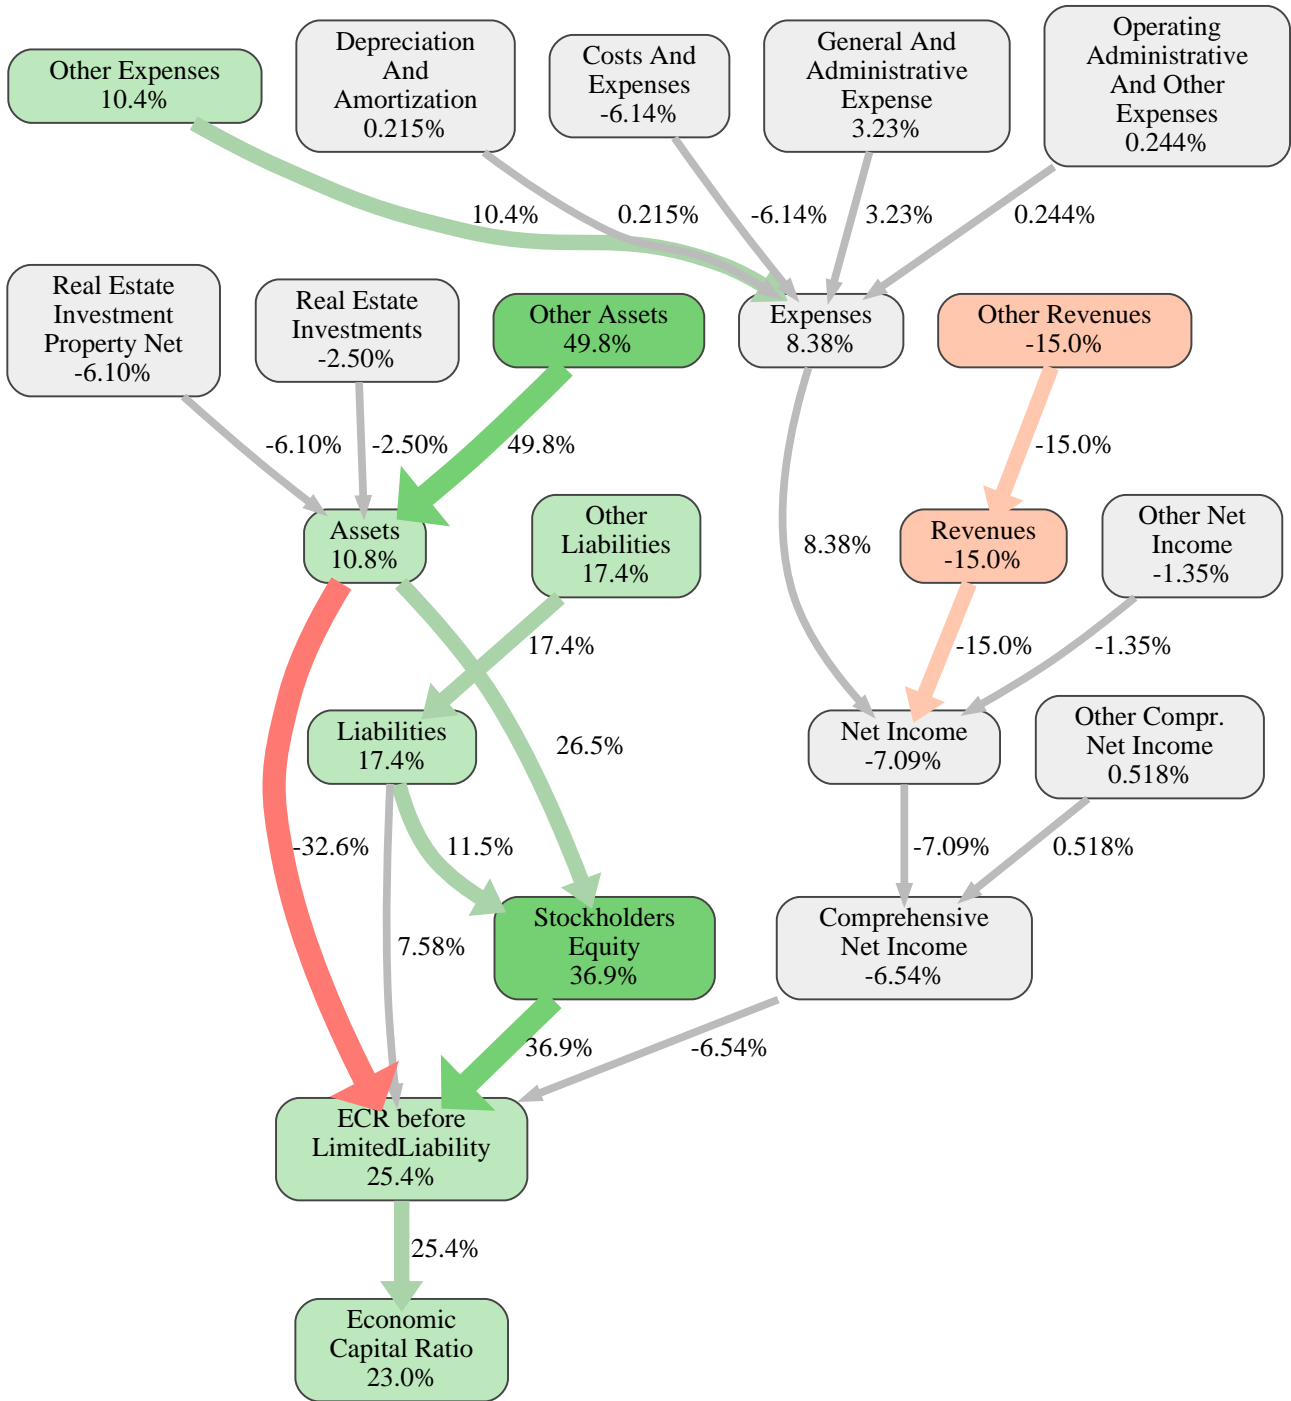 Other Expenses
10.4%
Depreciation
And
Amortization
0.215%
Costs And
Expenses
-6.14%
General And
Administrative
Expense
3.23%
Operating
Administrative
And Other
Expenses
0.244%
10.4%
0.215%
-6.14%
3.23%
0.244%
Real Estate
Investment
Property Net
-6.10%
Real Estate
Investments
-2.50%
Other Assets
49.8%
Expenses
8.38%
Other Revenues
-15.0%
-6.10%
-2.50%
49.8%
-15.0%
Assets
10.8%
Other
Liabilities
17.4%
8.38%
Revenues
-15.0%
Other Net
Income
-1.35%
17.4%
-15.0%
-1.35%
Liabilities
17.4%
26.5%
Net Income
-7.09%
Other Compr.
Net Income
0.518%
-32.6%
11.5%
-7.09%
0.518%
7.58%
Stockholders
Equity
36.9%
Comprehensive
Net Income
-6.54%
36.9%
-6.54%
ECR before
LimitedLiability
25.4%
25.4%
Economic
Capital Ratio
23.0%